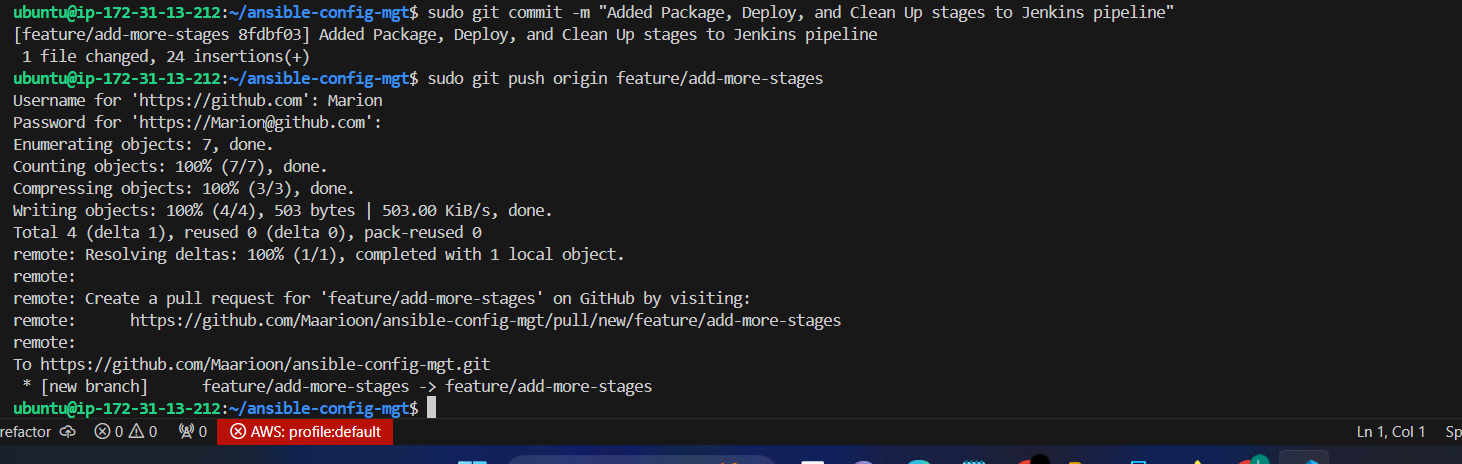 ubuntu@ip-172-31-13-212:~/ansible-config-mgt$ sudo git commit -m "Added Package, Deploy, and Clean Up stages to Jenkins pipeline"
[feature/add-more-stages 8fdbf03] Added Package, Deploy, and Clean Up stages to Jenkins pipeline
 1 file changed, 24 insertions(+)
ubuntu@ip-172-31-13-212:~/ansible-config-mgt$ sudo git push origin feature/add-more-stages
Username for 'https://github.com': Marion
Password for 'https://Marion@github.com':
Enumerating objects: 7, done.
Counting objects: 100% (7/7), done.
Compressing objects: 100% (3/3), done.
Writing objects: 100% (4/4), 503 bytes | 503.00 KiB/s, done.
Total 4 (delta 1), reused 0 (delta 0), pack-reused 0
remote: Resolving deltas: 100% (1/1), completed with 1 local object.
remote:
remote: Create a pull request for 'feature/add-more-stages' on GitHub by visiting:
remote:      https://github.com/Maarioon/ansible-config-mgt/pull/new/feature/add-more-stages
remote:
To https://github.com/Maarioon/ansible-config-mgt.git
 * [new branch]      feature/add-more-stages -> feature/add-more-stages
ubuntu@ip-172-31-13-212:~/ansible-config-mgt$
refactor 0 0 0 AWS: profile:default Ln 1, Col 1 Sp